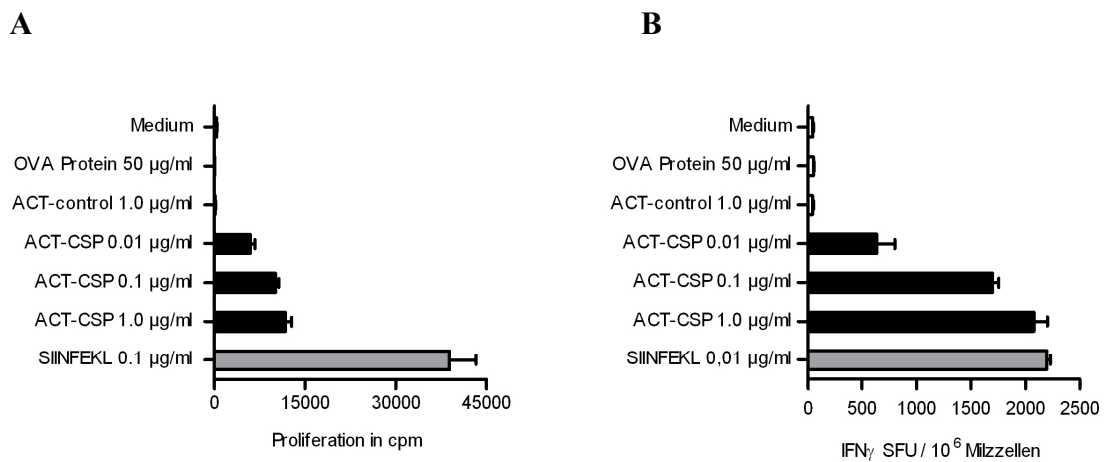 A
Medium
OVA Protein 50 µg/ml
ACT-control 1.0 µg/ml
ACT-CSP 0.01 µg/ml
ACT-CSP 0.1 µg/ml
ACT-CSP 1.0 µg/ml
SIINFEKL 0.1 µg/ml
0 15000 30000 45000
Proliferation in cpm
B
Medium
OVA Protein 50 µg/ml
ACT-control 1.0 µg/ml
ACT-CSP 0.01 µg/ml
ACT-CSP 0.1 µg/ml
ACT-CSP 1.0 µg/ml
SIINFEKL 0,01 µg/ml
0 500 1000 1500 2000 2500
IFNγ SFU / 10⁶ Milzzellen